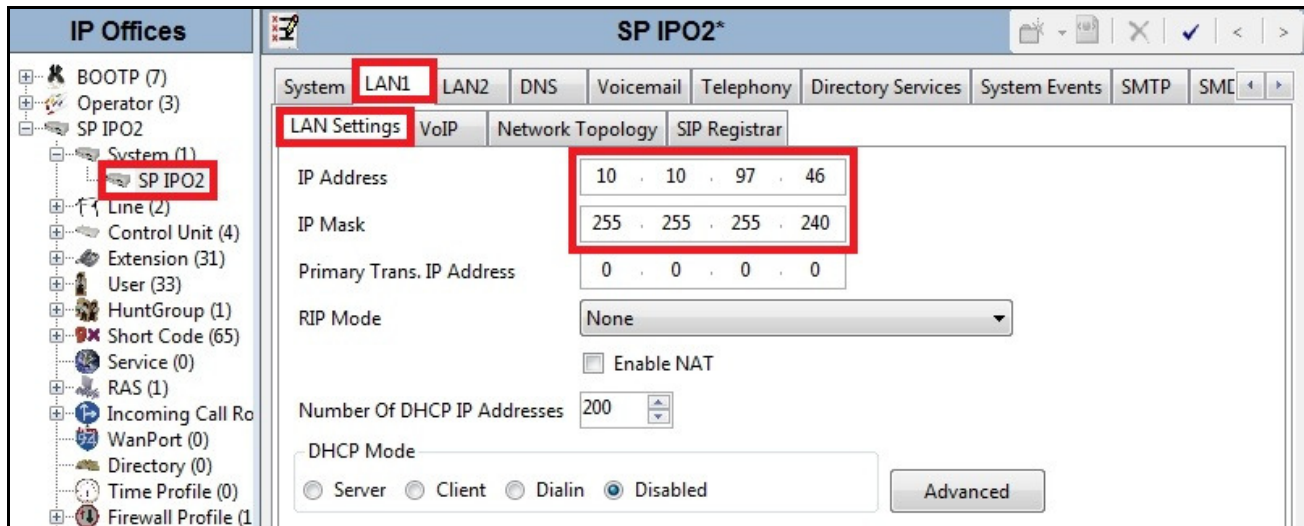 IP Offices
BOOTP (7)
Operator (3)
SP IPO2
System (1)
SP IPO2
Line (2)
Control Unit (4)
Extension (31)
User (33)
HuntGroup (1)
Short Code (65)
Service (0)
RAS (1)
Incoming Call Ro
WanPort (0)
Directory (0)
Time Profile (0)
Firewall Profile (1
SP IPO2*
System LAN1 LAN2 DNS Voicemail Telephony Directory Services System Events SMTP SMD
LAN Settings VoIP Network Topology SIP Registrar
IP Address 10 . 10 . 97 . 46
IP Mask 255 . 255 . 255 . 240
Primary Trans. IP Address 0 . 0 . 0 . 0
RIP Mode None
Enable NAT
Number Of DHCP IP Addresses 200
DHCP Mode
Server Client Dialin Disabled
Advanced